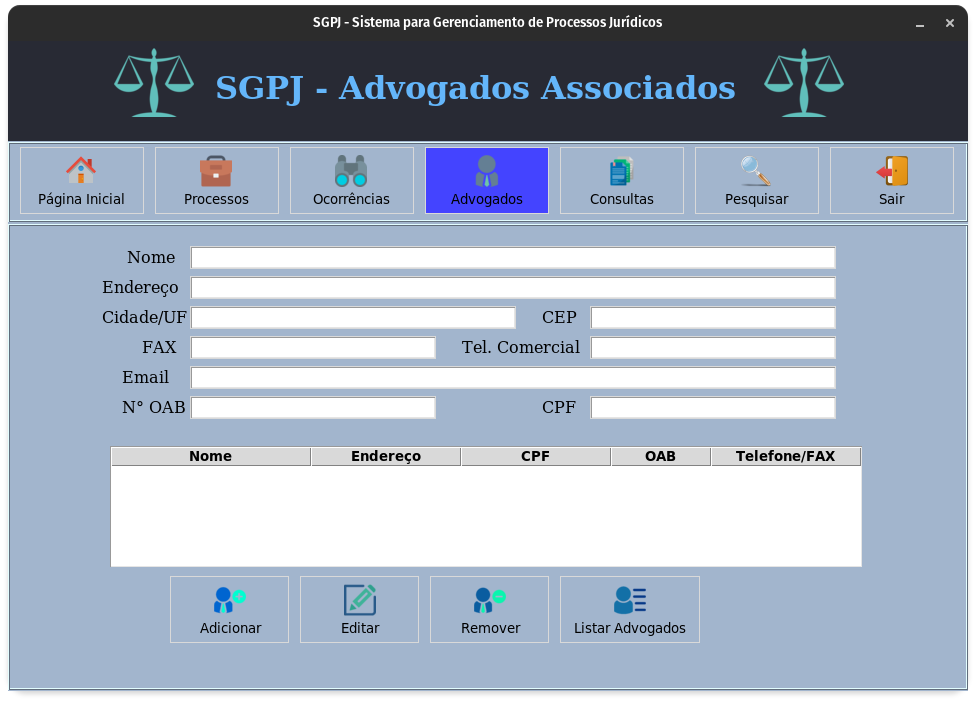 SGPJ - Sistema para Gerenciamento de Processos Jurídicos
SGPJ - Advogados Associados
Página Inicial Processos Ocorrências Advogados Consultas Pesquisar Sair
Nome
Endereço
Cidade/UF CEP
FAX Tel. Comercial
Email
N° OAB CPF
Nome Endereço CPF OAB Telefone/FAX
Adicionar Editar Remover Listar Advogados